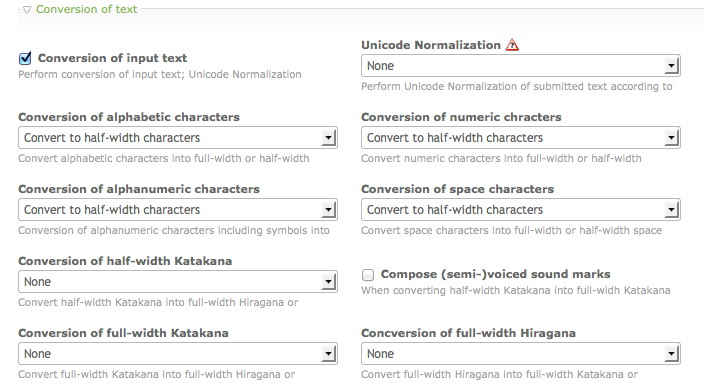 Conversion of text
Conversion of input text
Perform conversion of input text; Unicode Normalization
Unicode Normalization
None
Perform Unicode Normalization of submitted text according to
Conversion of alphabetic characters
Convert to half-width characters
Convert alphabetic characters into full-width or half-width
Conversion of numeric chracters
Convert to half-width characters
Convert numeric characters into full-width or half-width
Conversion of alphanumeric characters
Convert to half-width characters
Conversion of alphanumeric characters including symbols into
Conversion of space characters
Convert to half-width characters
Convert space characters into full-width or half-width space
Conversion of half-width Katakana
None
Convert half-width Katakana into full-width Hiragana or
Compose (semi-)voiced sound marks
When converting half-width Katakana into full-width Katakana
Conversion of full-width Katakana
None
Convert full-width Katakana into full-width Hiragana or
Concversion of full-width Hiragana
None
Convert full-width Hiragana into full-width Katakana or